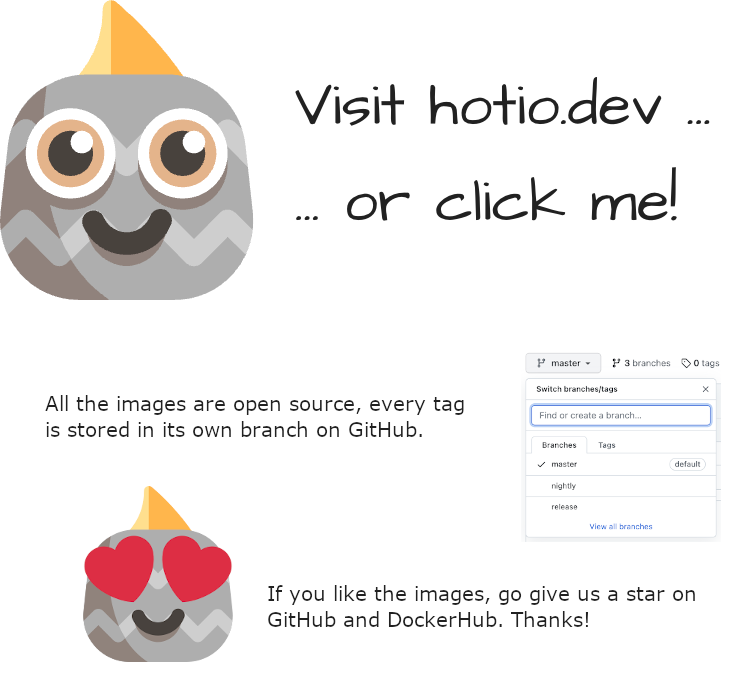 Visit hotio.dev ...
... or click me!
master
3 branches
0 tags
Switch branches/tags
Find or create a branch...
Branches
Tags
master
default
nightly
release
View all branches
All the images are open source, every tag
is stored in its own branch on GitHub.
If you like the images, go give us a star on
GitHub and DockerHub. Thanks!